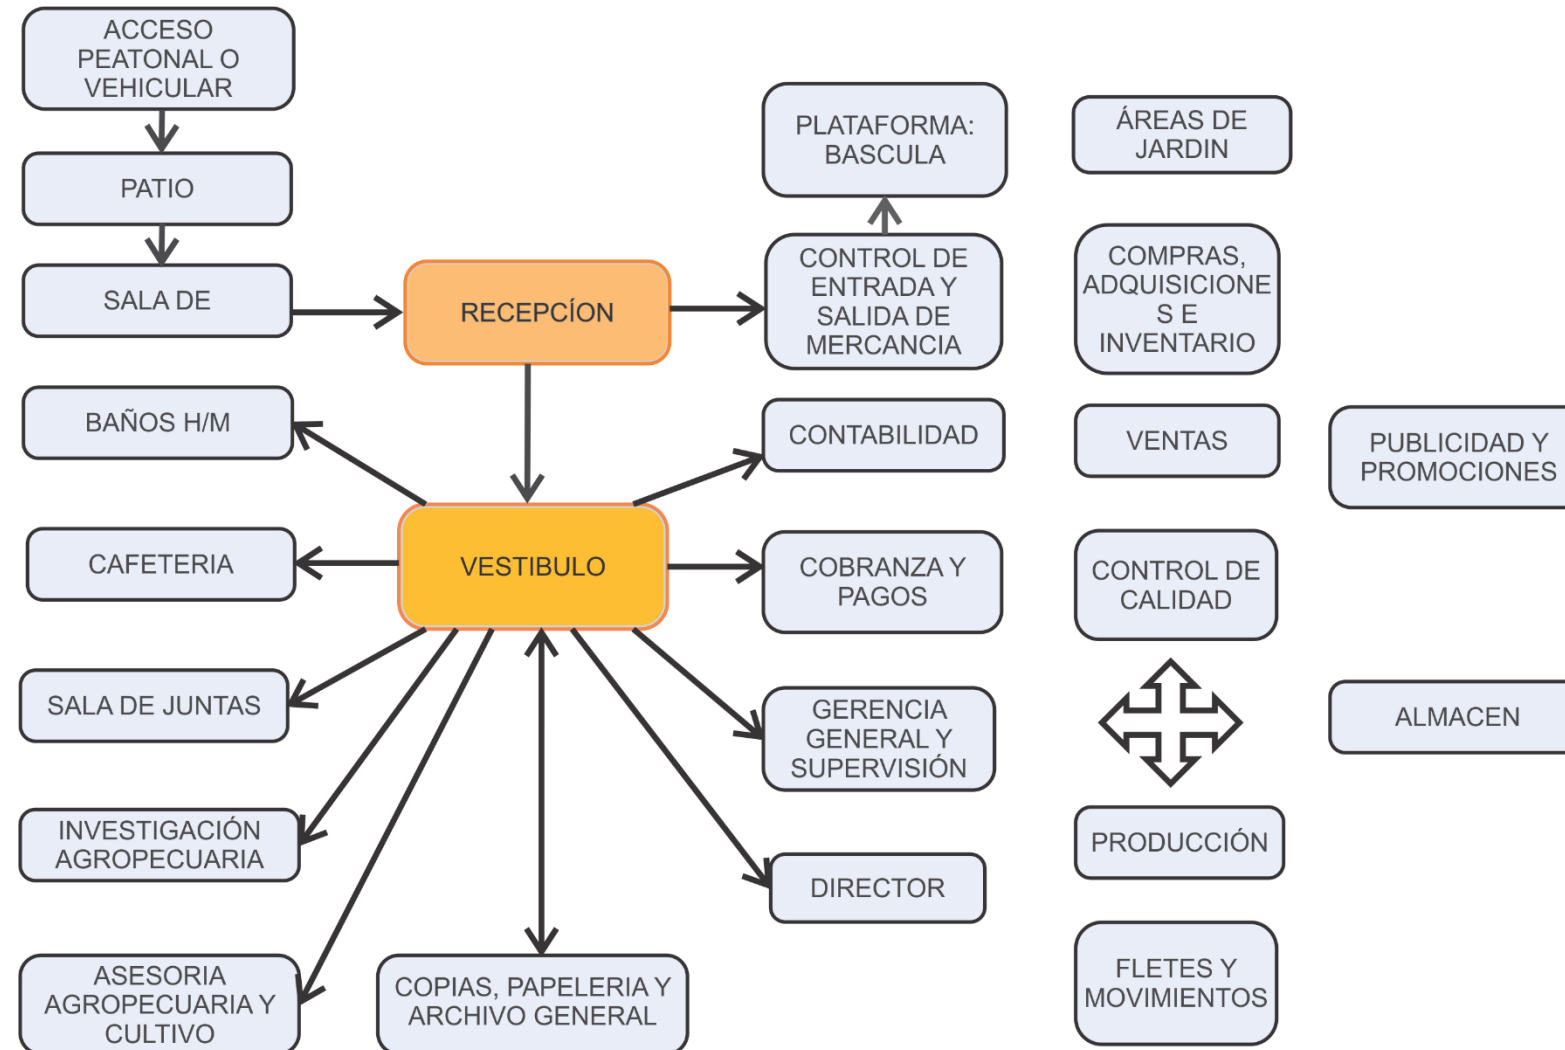 ACCESO
PEATONAL O
VEHICULAR
PATIO
SALA DE
RECEPCÍON
PLATAFORMA:
BASCULA
CONTROL DE
ENTRADA Y
SALIDA DE
MERCANCIA
ÁREAS DE
JARDIN
COMPRAS,
ADQUISICIONE
S E
INVENTARIO
BAÑOS H/M
CONTABILIDAD
VENTAS
PUBLICIDAD Y
PROMOCIONES
CAFETERIA
VESTIBULO
COBRANZA Y
PAGOS
CONTROL DE
CALIDAD
SALA DE JUNTAS
GERENCIA
GENERAL Y
SUPERVISIÓN
ALMACEN
INVESTIGACIÓN
AGROPECUARIA
DIRECTOR
PRODUCCIÓN
ASESORIA
AGROPECUARIA Y
CULTIVO
COPIAS, PAPELERIA Y
ARCHIVO GENERAL
FLETES Y
MOVIMIENTOS